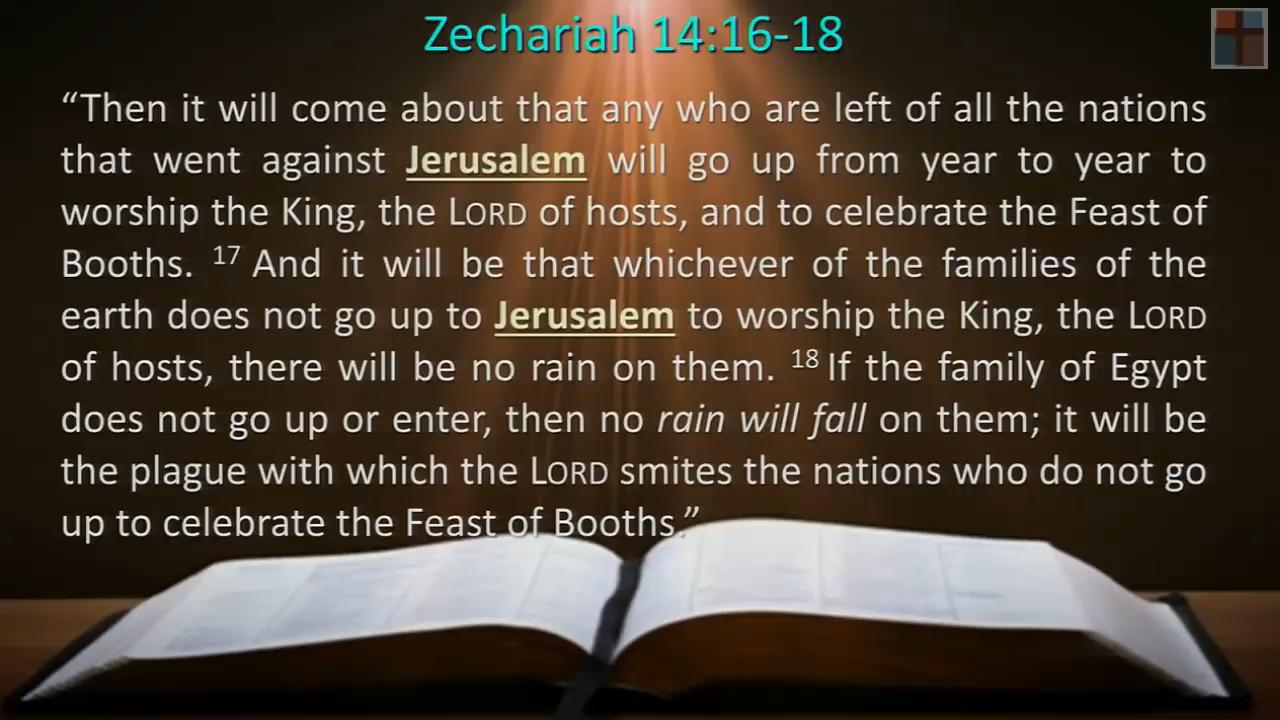 Zechariah 14:16-18
“Then it will come about that any who are left of all the nations
that went against Jerusalem will go up from year to year to
worship the King, the LORD of hosts, and to celebrate the Feast of
Booths. 17 And it will be that whichever of the families of the
earth does not go up to Jerusalem to worship the King, the LORD
of hosts, there will be no rain on them. 18 If the family of Egypt
does not go up or enter, then no rain will fall on them; it will be
the plague with which the LORD smites the nations who do not go
up to celebrate the Feast of Booths.”